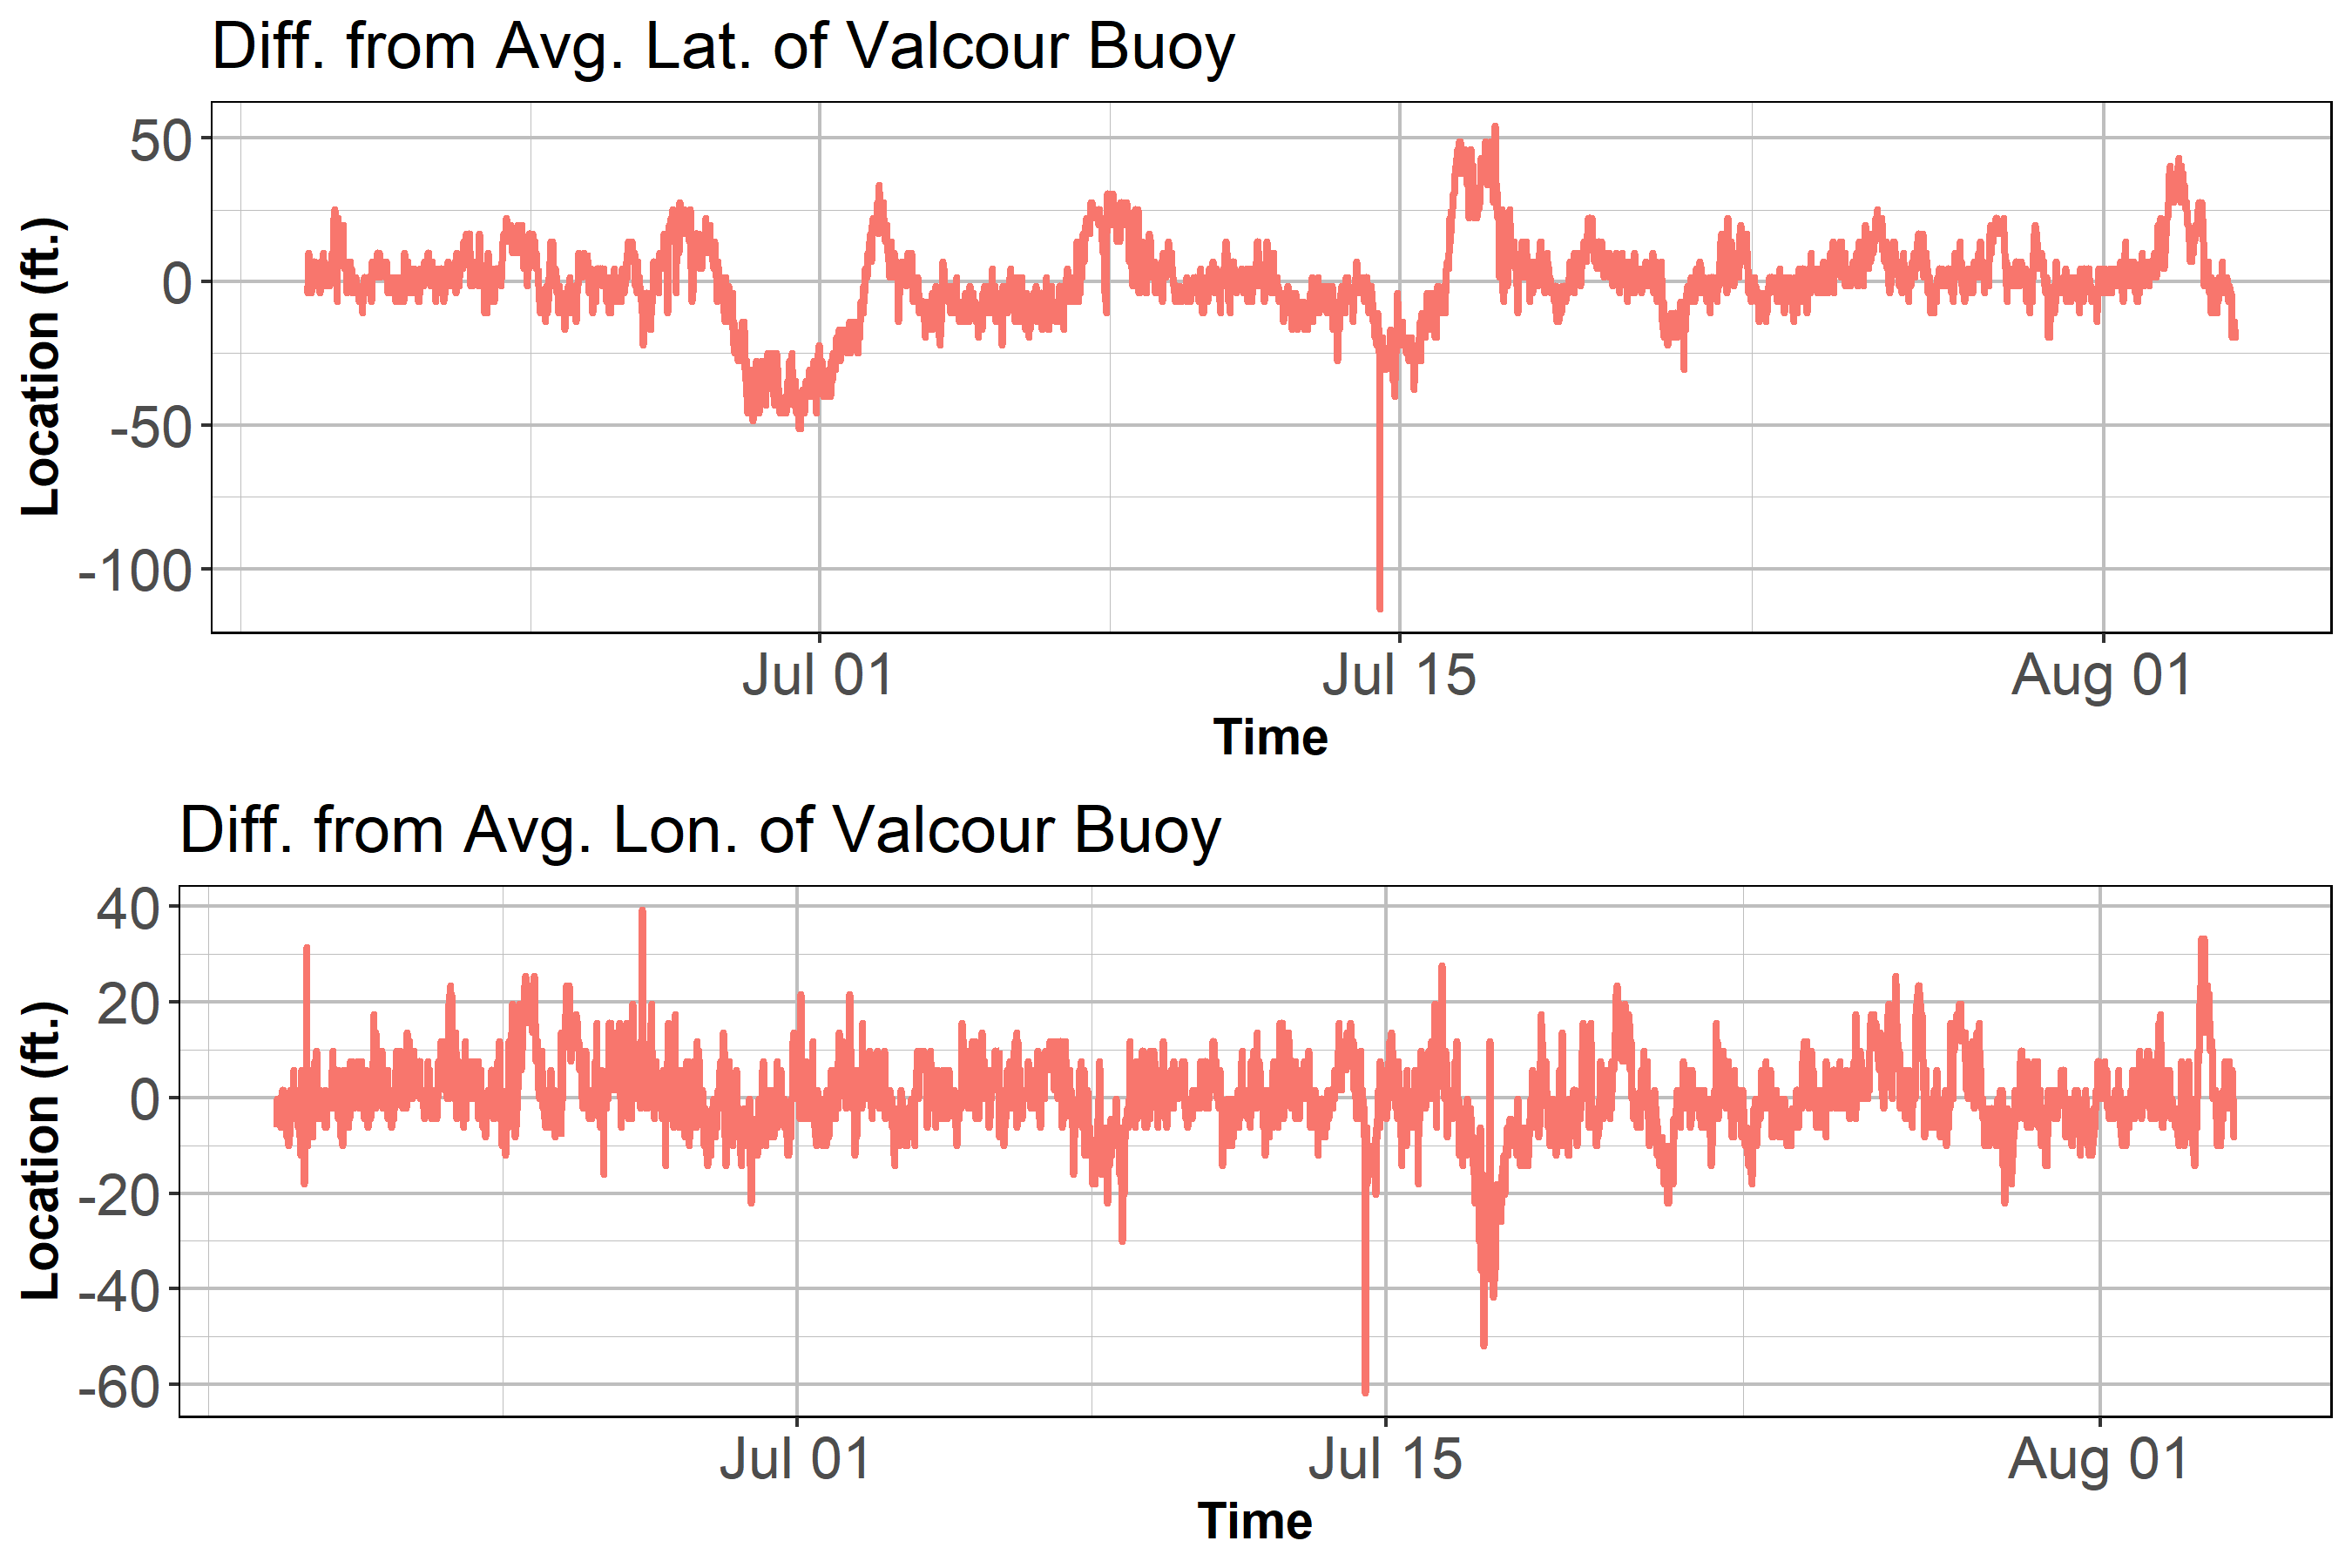 Diff. from Avg. Lat. of Valcour Buoy
Location (ft.)
50
0
-50
-100
Jul 01
Jul 15
Aug 01
Time
Diff. from Avg. Lon. of Valcour Buoy
Location (ft.)
40
20
0
-20
-40
-60
Jul 01
Jul 15
Aug 01
Time